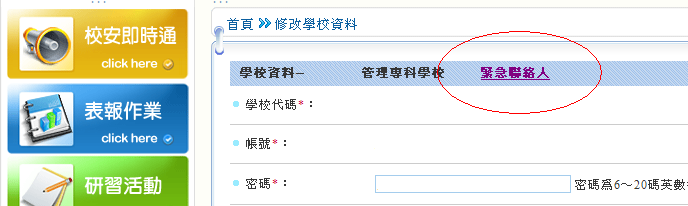 校安即時通
click here
表報作業
click here
研習活動
首頁 》 修改學校資料
學校資料－ 管理專科學校 緊急聯絡人
學校代碼*：
帳號*：
密碼*： 密碼為6～20碼英數